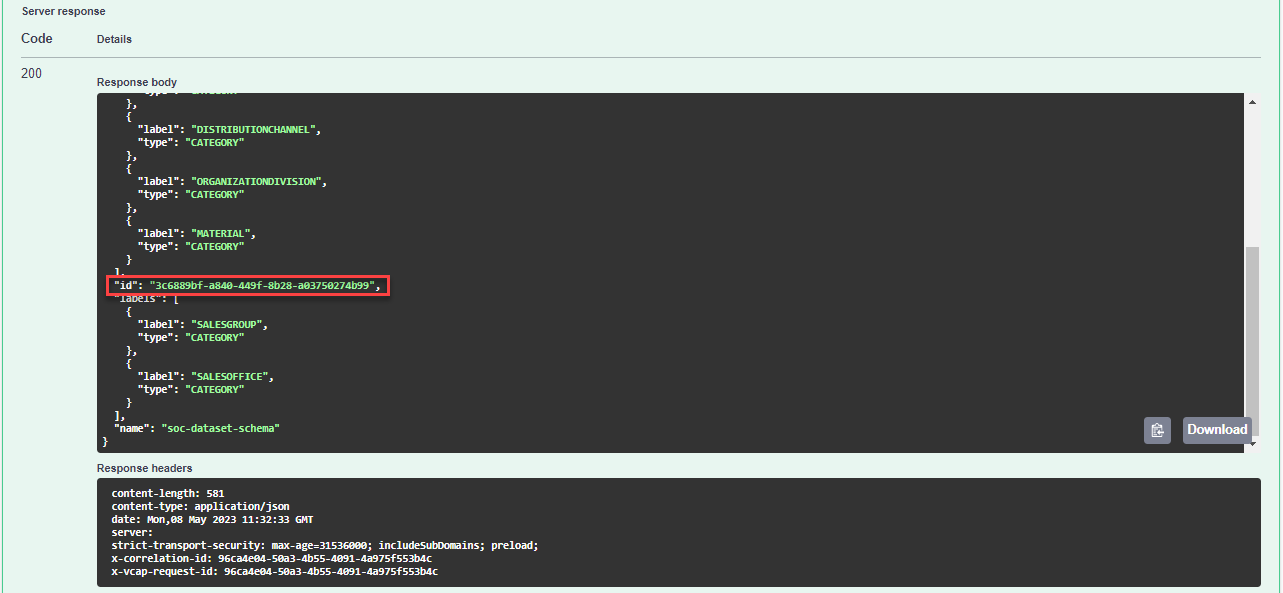 Server response
Code Details
200
Response body
},
{
"label": "DISTRIBUTIONCHANNEL",
"type": "CATEGORY"
},
{
"label": "ORGANIZATIONDIVISION",
"type": "CATEGORY"
},
{
"label": "MATERIAL",
"type": "CATEGORY"
}
],
"id": "3c6889bf-a840-449f-8b28-a03750274b99",
"labels": [
{
"label": "SALESGROUP",
"type": "CATEGORY"
},
{
"label": "SALESOFFICE",
"type": "CATEGORY"
}
],
"name": "soc-dataset-schema"
}
Download
Response headers
content-length: 581
content-type: application/json
date: Mon,08 May 2023 11:32:33 GMT
server:
strict-transport-security: max-age=31536000; includeSubDomains; preload;
x-correlation-id: 96ca4e04-50a3-4b55-4091-4a975f553b4c
x-vcap-request-id: 96ca4e04-50a3-4b55-4091-4a975f553b4c